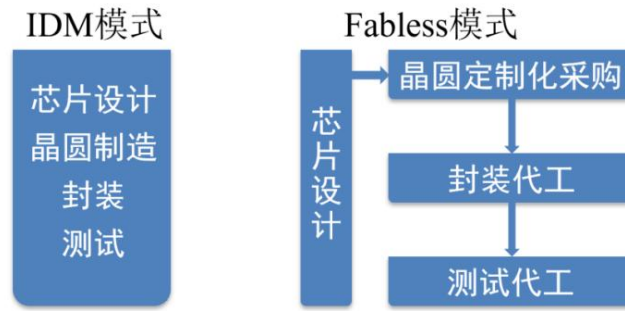 IDM模式
芯片设计
晶圆制造
封装
测试
Fabless模式
芯片设计
晶圆定制化采购
封装代工
测试代工